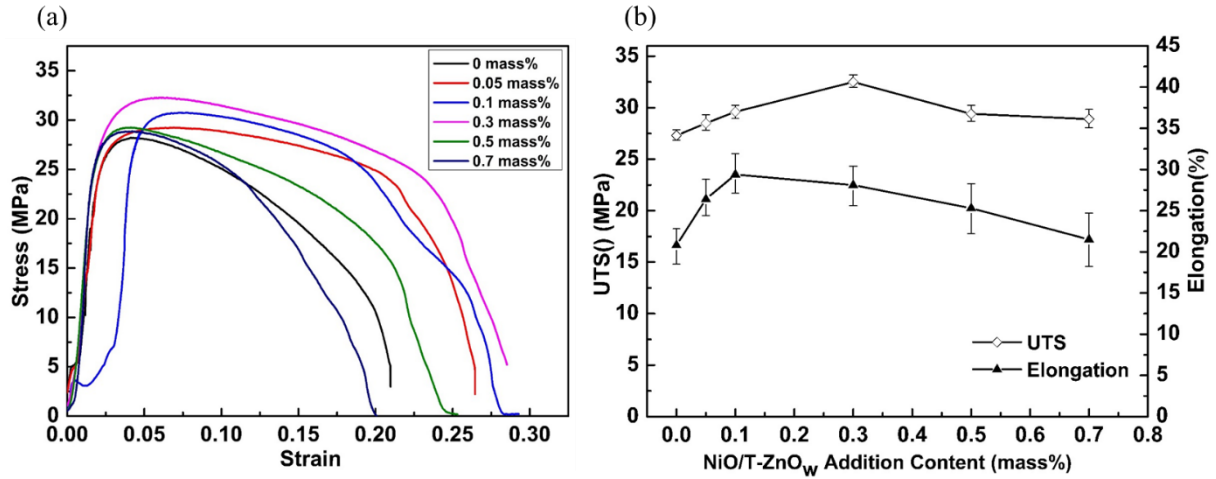 (a)
35
30
25
20
15
10
5
0
Stress (MPa)
0.00 0.05 0.10 0.15 0.20 0.25 0.30
Strain
0 mass%
0.05 mass%
0.1 mass%
0.3 mass%
0.5 mass%
0.7 mass%
(b)
35
30
25
20
15
10
5
0
UTS() (MPa)
45
40
35
30
25
20
15
10
5
0
Elongation(%)
UTS
Elongation
0.0 0.1 0.2 0.3 0.4 0.5 0.6 0.7 0.8
NiO/T-ZnOw Addition Content (mass%)